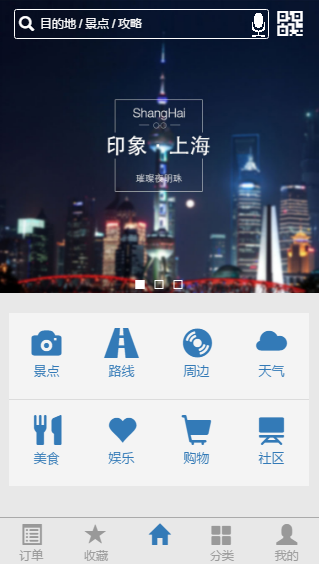 目的地 / 景点 / 攻略
ShangHai
印象·上海
璀璨夜明珠
景点 路线 周边 天气
美食 娱乐 购物 社区
订单 收藏 分类 我的